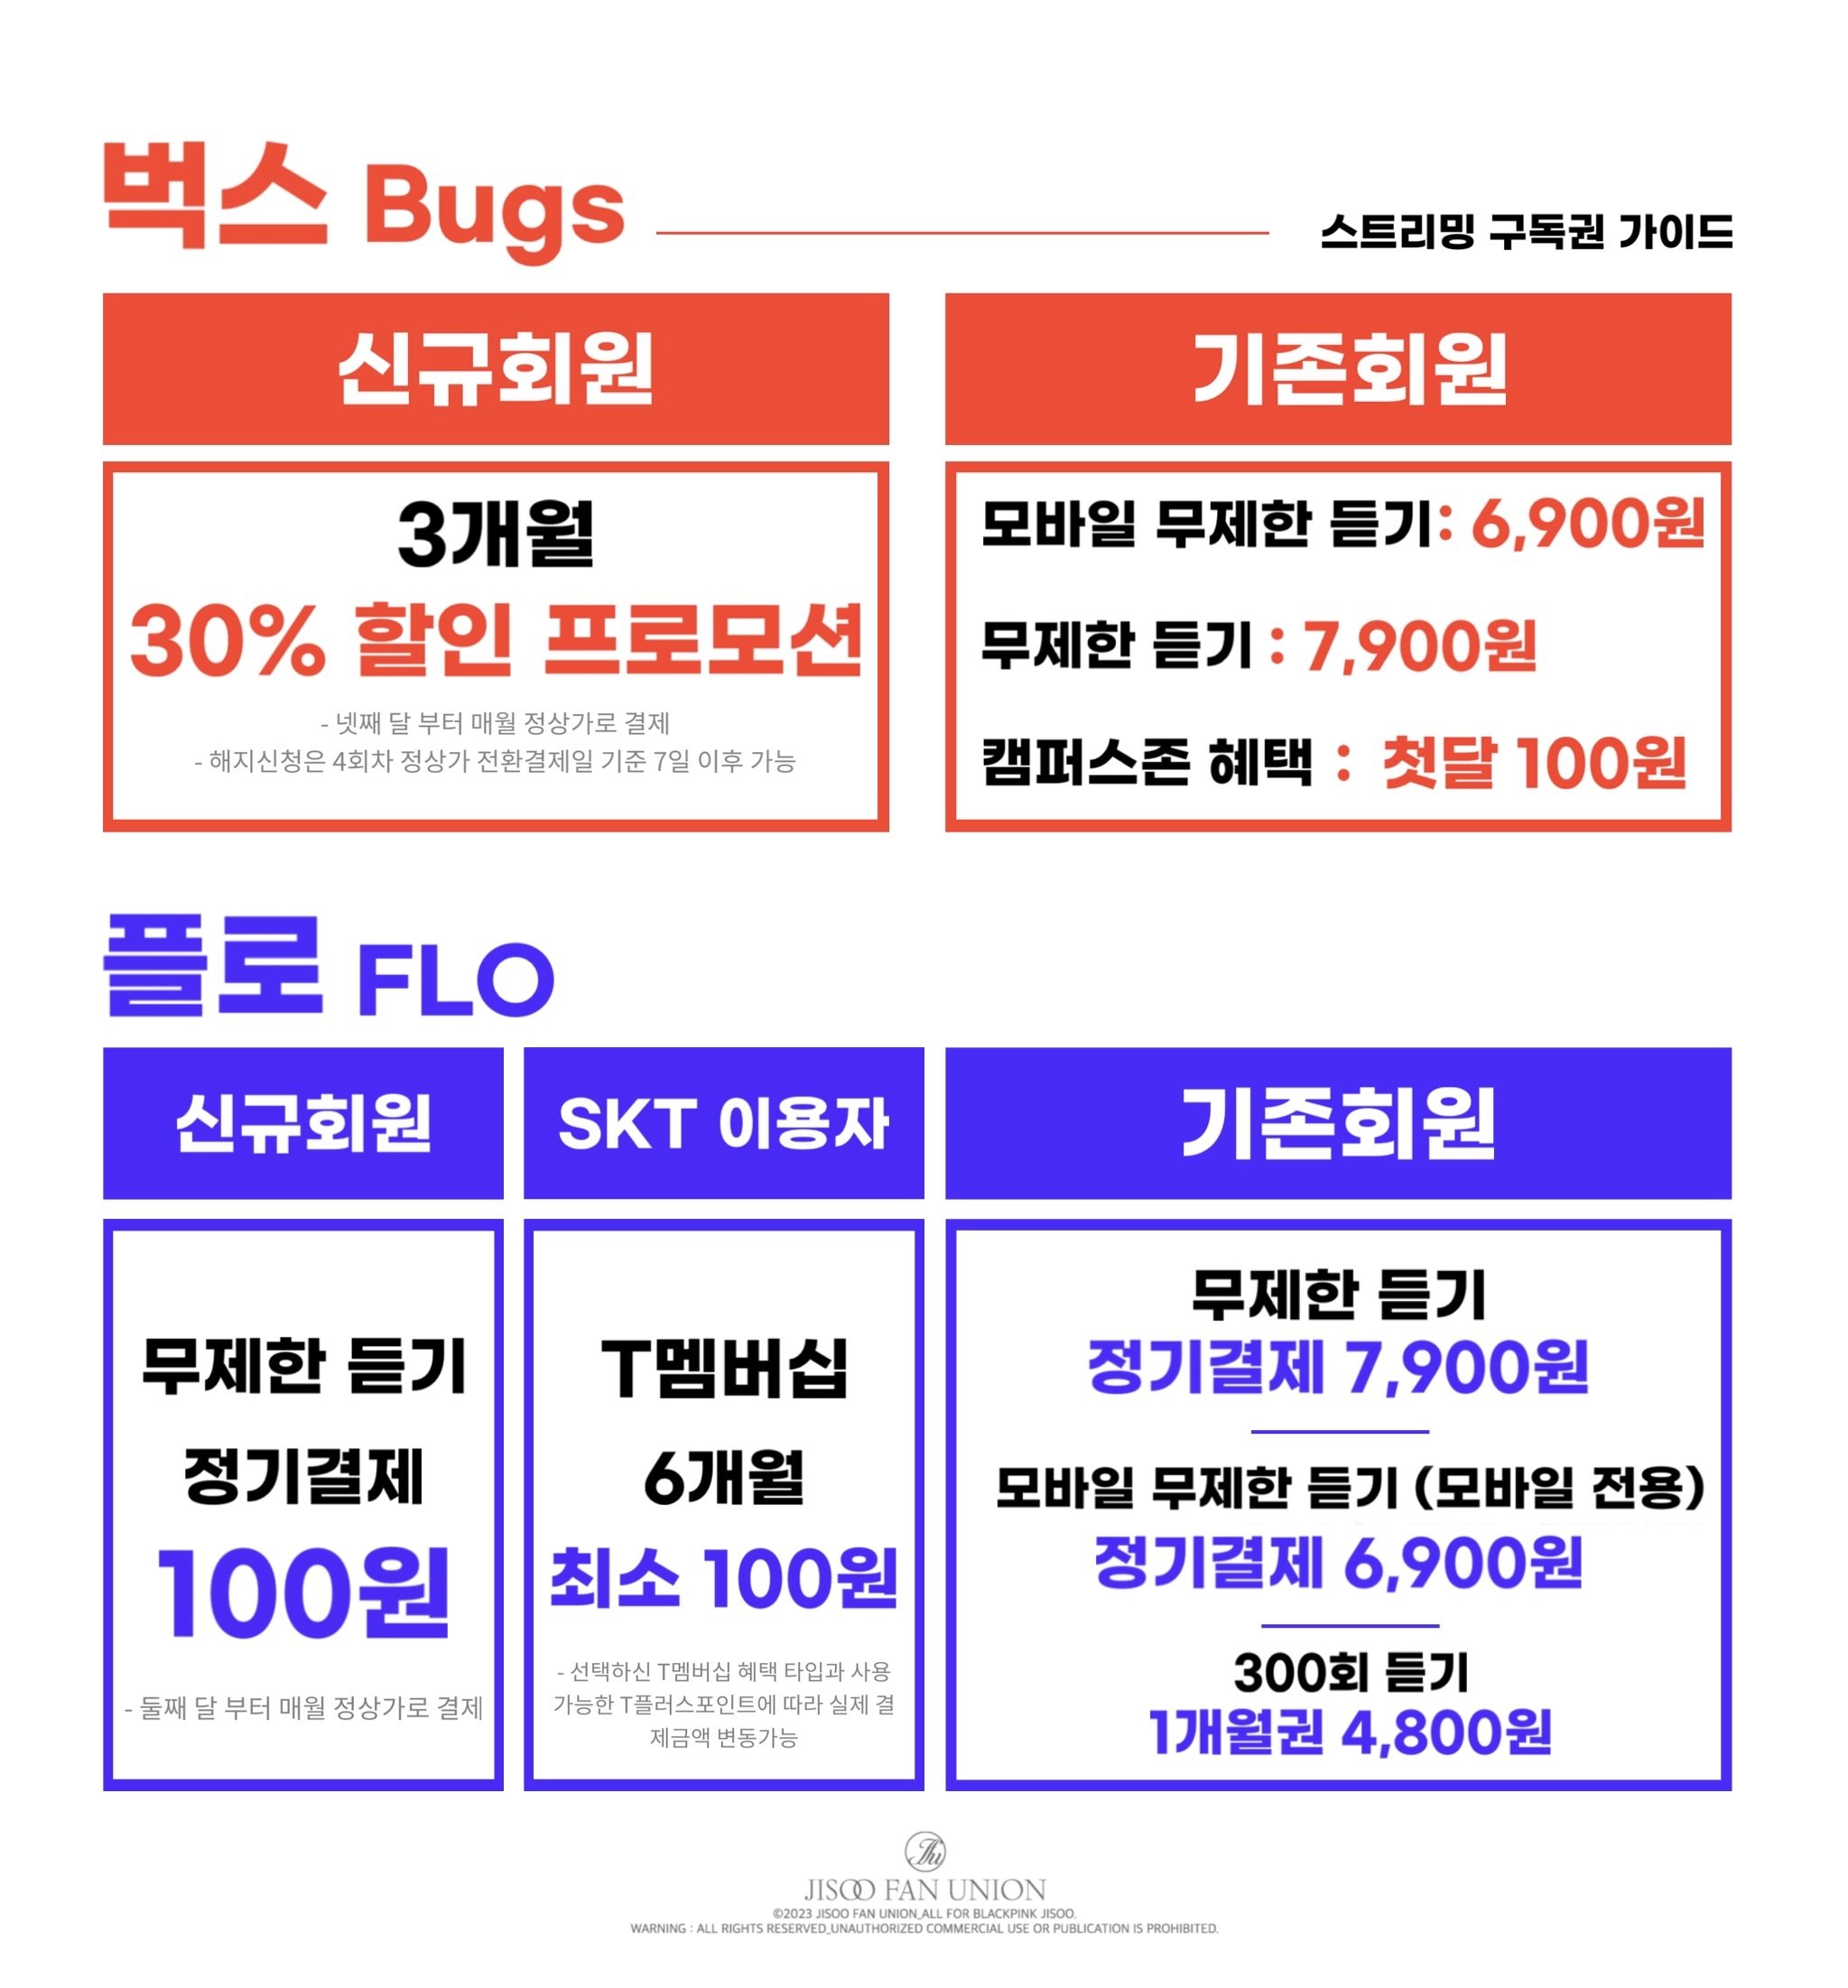 벅스 Bugs
스트리밍 구독권 가이드
신규회원
3개월
30% 할인 프로모션
- 넷째 달 부터 매월 정상가로 결제
- 해지신청은 4회차 정상가 전환결제일 기준 7일 이후 가능
기존회원
모바일 무제한 듣기: 6,900원
무제한 듣기 : 7,900원
캠퍼스존 혜택 : 첫달 100원
플로 FLO
신규회원
무제한 듣기
정기결제
100원
- 둘째 달 부터 매월 정상가로 결제
SKT 이용자
T멤버십
6개월
최소 100원
- 선택하신 T멤버십 혜택 타입과 사용
가능한 T플러스포인트에 따라 실제 결
제금액 변동가능
기존회원
무제한 듣기
정기결제 7,900원
모바일 무제한 듣기 (모바일 전용)
정기결제 6,900원
300회 듣기
1개월권 4,800원
JISOO FAN UNION
©2023 JISOO FAN UNION_ALL FOR BLACKPINK JISOO.
WARNING : ALL RIGHTS RESERVED_UNAUTHORIZED COMMERCIAL USE OR PUBLICATION IS PROHIBITED.